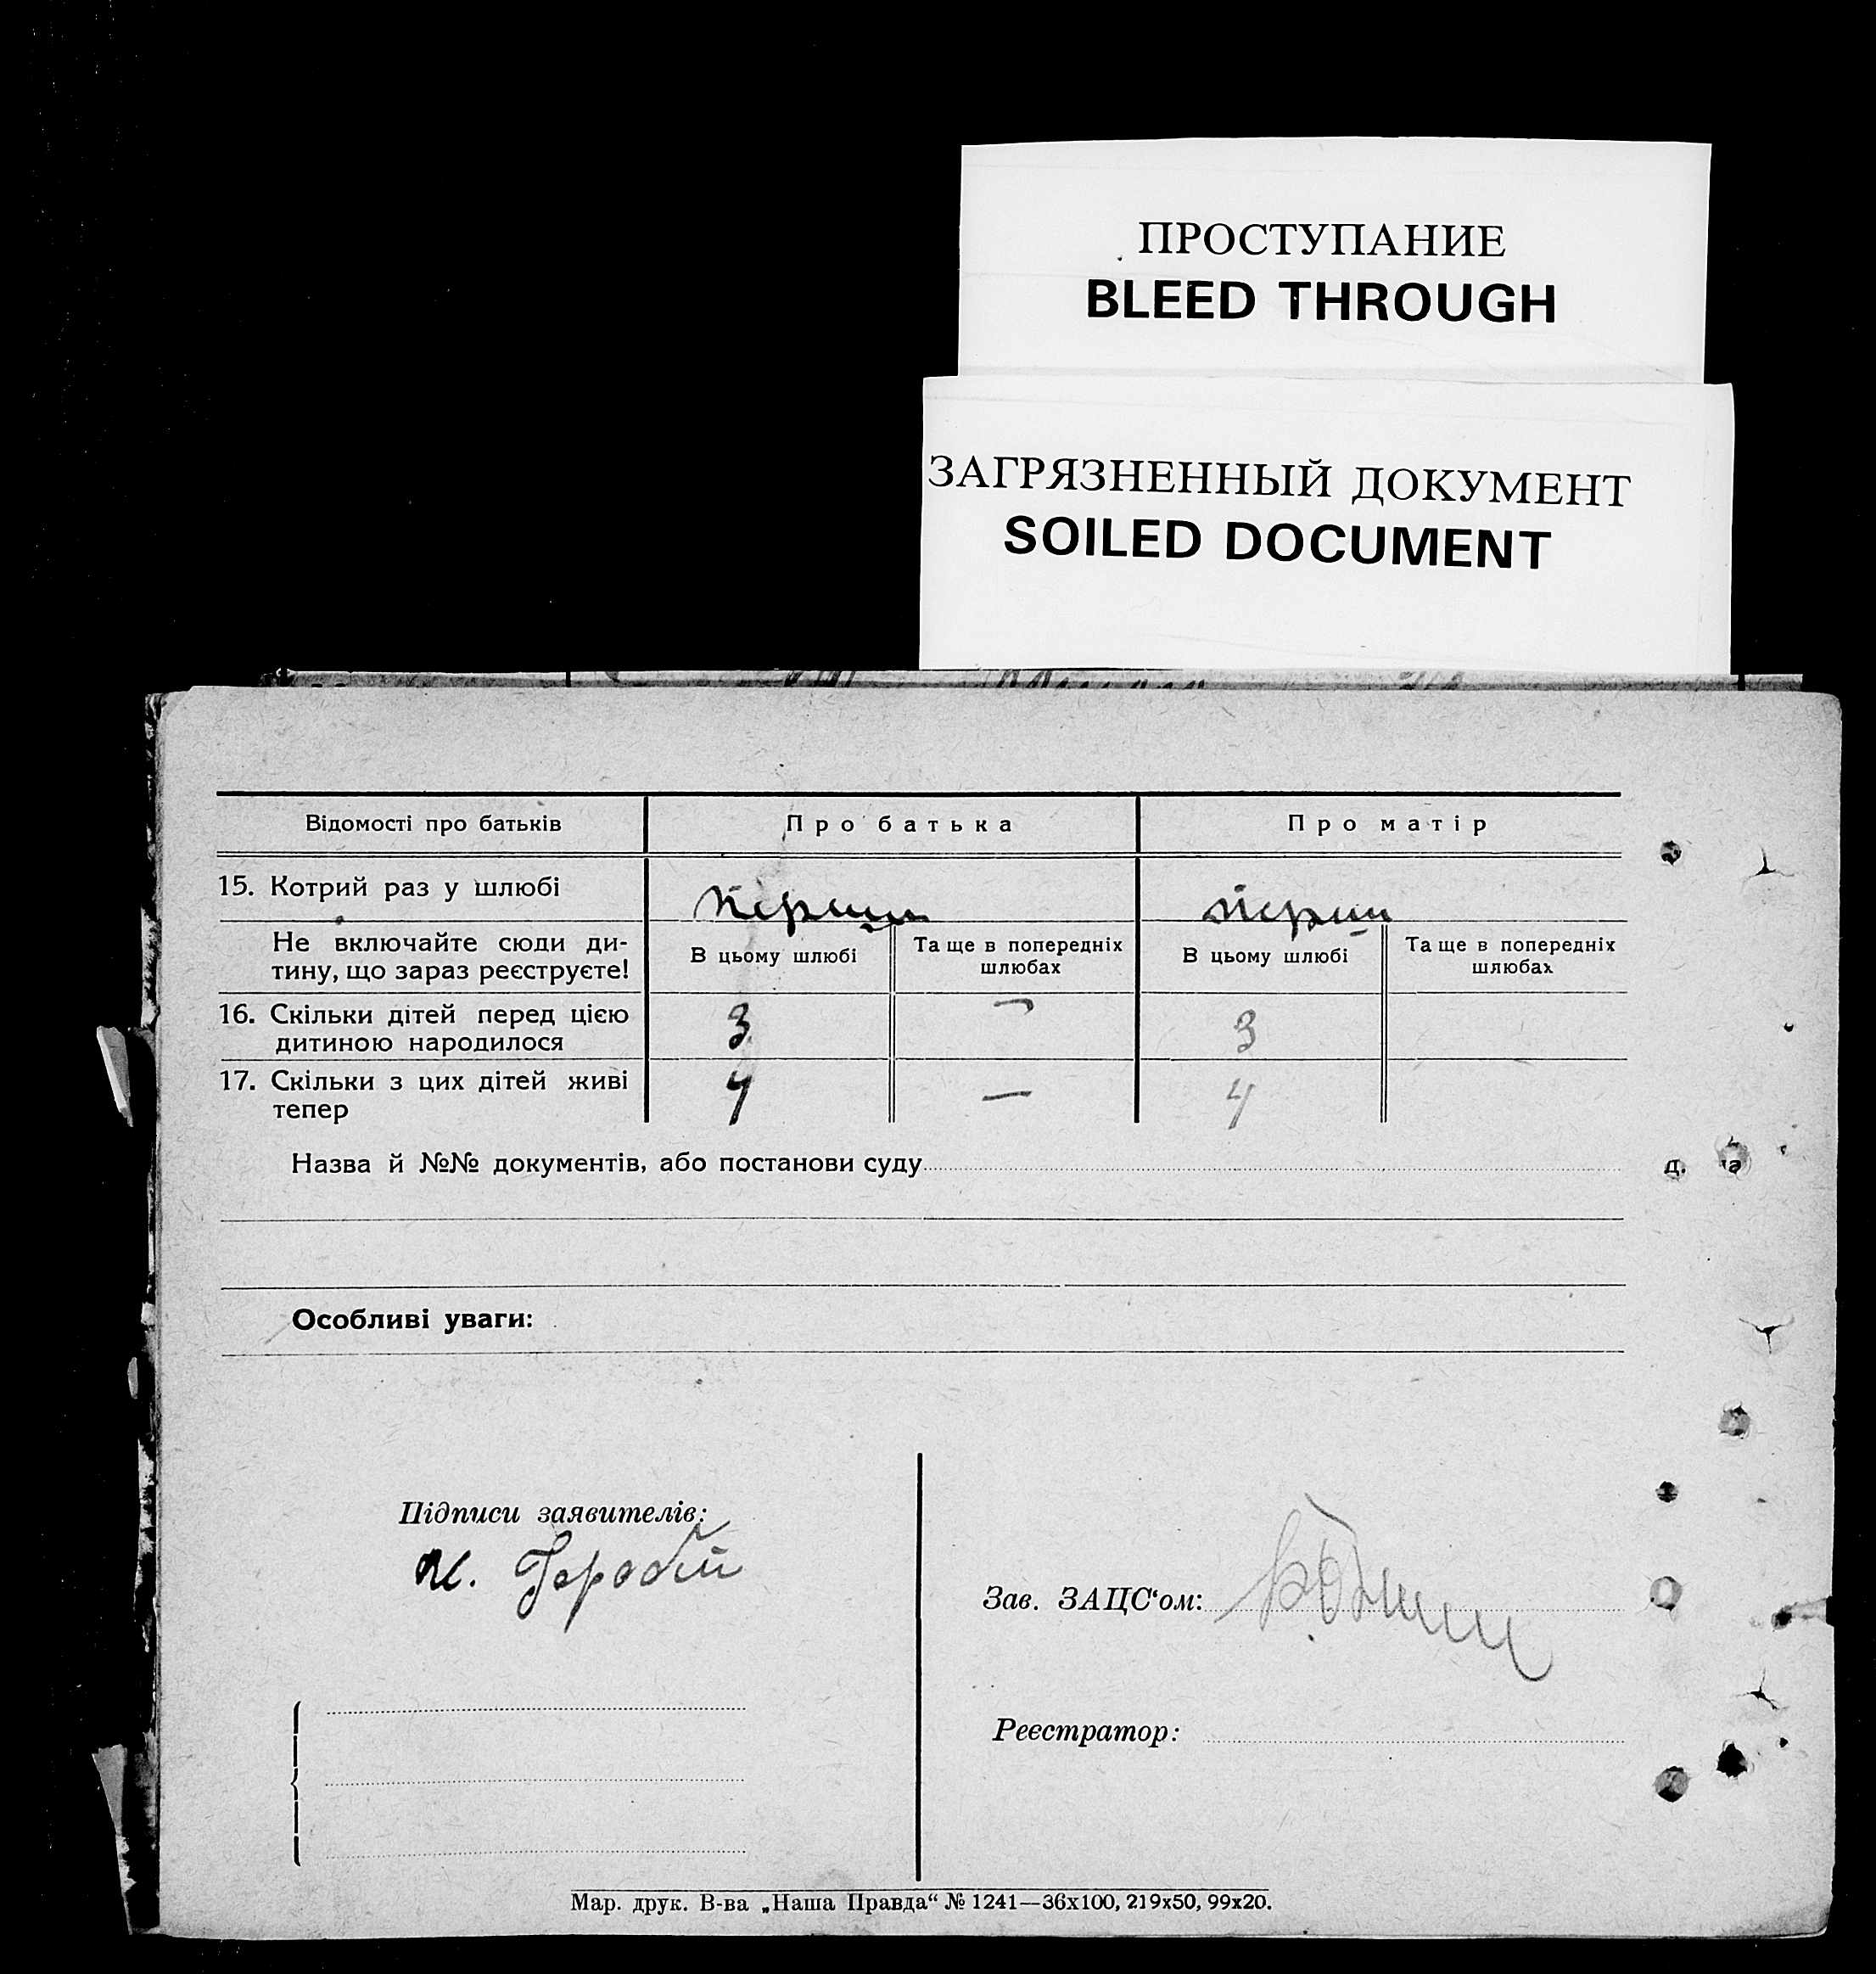 ПРОСТУПАНИЕ
BLEED THROUGH
ЗАГРЯЗНЕННЫЙ ДОКУМЕНТ
SOILED DOCUMENT
Відомості про батьків Про батька Про матір
15. Котрий раз у шлюбі перший перший
Не включайте сюди ди-
тину, що зараз реєструєте!
В цьому шлюбі
Та ще в попередніх
шлюбах
В цьому шлюбі
Та ще в попередніх
шлюбах
16. Скільки дітей перед цією
дитиною народилося
3 — 3
17. Скільки з цих дітей живі
тепер
4 — 4
Назва й №№ документів, або постанови суду
Особливі уваги:
Підписи заявителів:
Зав. ЗАЦС'ом:
Реєстратор:
Мар. друк. В-ва „Наша Правда“ № 1241—36х100, 219х50, 99х20.